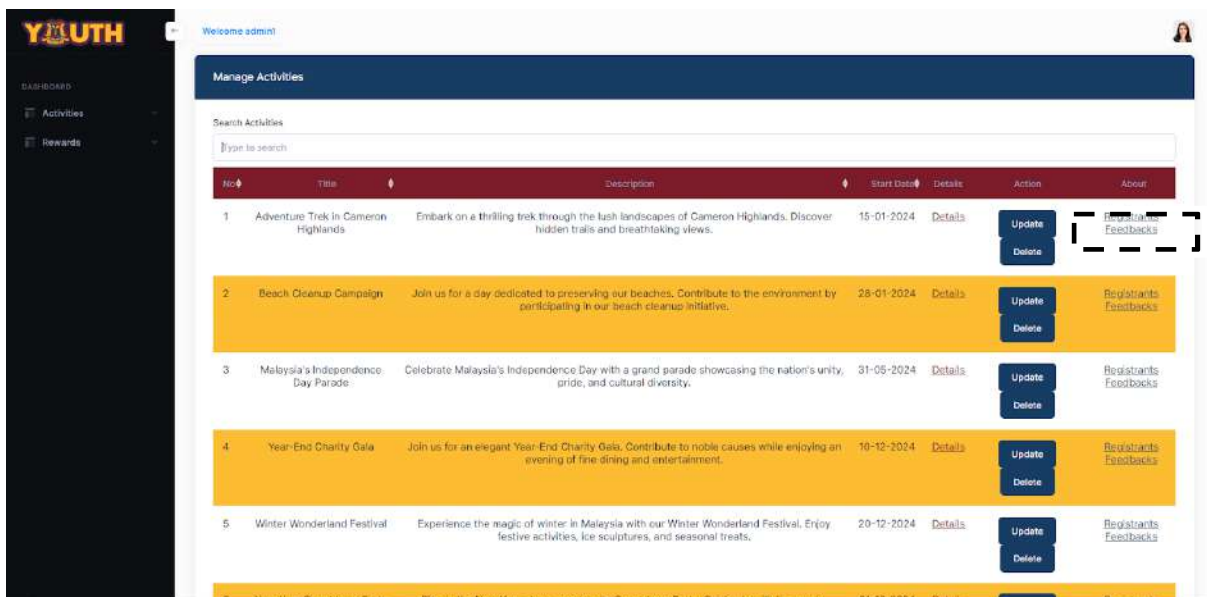 YOUTH
Welcome admin!
DASHBOARD
Activities
Rewards
Manage Activities
Search Activities
Type to search
No Title Description Start Date Details Action About
1 Adventure Trek in Cameron Highlands Embark on a thrilling trek through the lush landscapes of Cameron Highlands. Discover hidden trails and breathtaking views. 15-01-2024 Details Update Delete Registrants Feedbacks
2 Beach Cleanup Campaign Join us for a day dedicated to preserving our beaches. Contribute to the environment by participating in our beach cleanup initiative. 28-01-2024 Details Update Delete Registrants Feedbacks
3 Malaysia's Independence Day Parade Celebrate Malaysia's Independence Day with a grand parade showcasing the nation's unity, pride, and cultural diversity. 31-05-2024 Details Update Delete Registrants Feedbacks
4 Year-End Charity Gala Join us for an elegant Year-End Charity Gala. Contribute to noble causes while enjoying an evening of fine dining and entertainment. 10-12-2024 Details Update Delete Registrants Feedbacks
5 Winter Wonderland Festival Experience the magic of winter in Malaysia with our Winter Wonderland Festival. Enjoy festive activities, ice sculptures, and seasonal treats. 20-12-2024 Details Update Delete Registrants Feedbacks